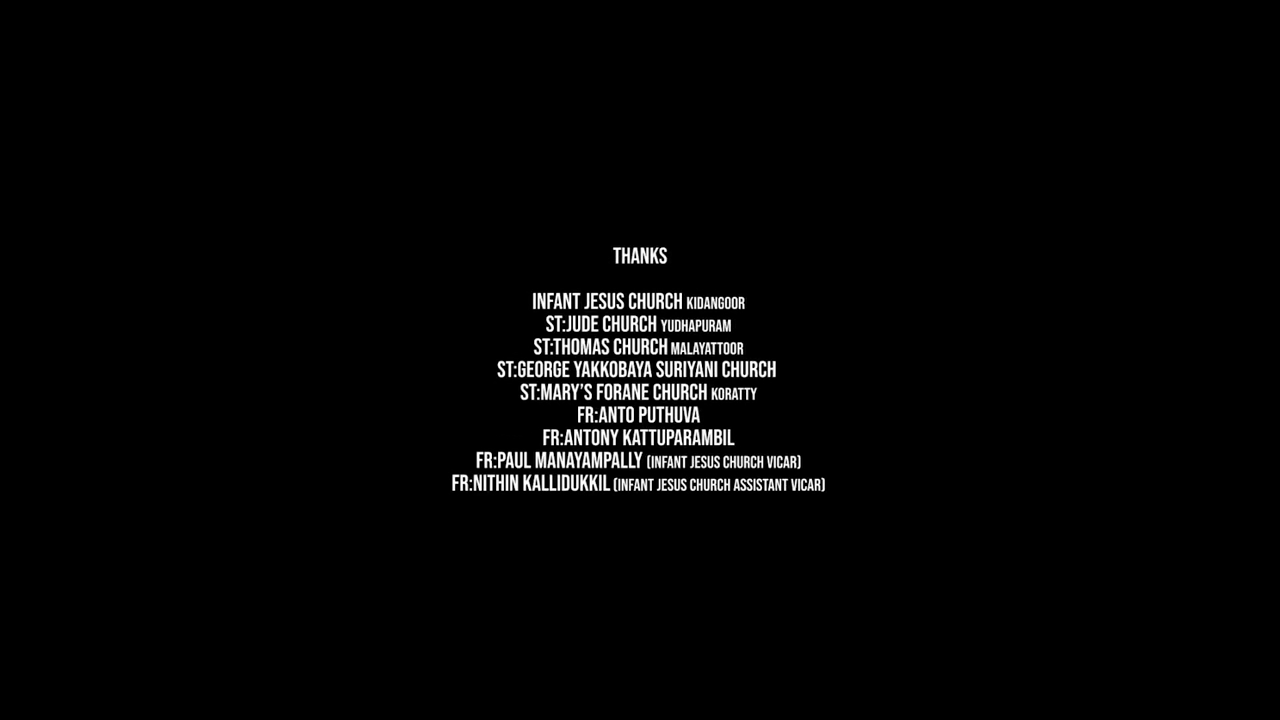 THANKS
INFANT JESUS CHURCH KIDANGOOR
ST:JUDE CHURCH YUDHAPURAM
ST:THOMAS CHURCH MALAYATTOOR
ST:GEORGE YAKKOBAYA SURIYANI CHURCH
ST:MARY'S FORANE CHURCH KORATTY
FR:ANTO PUTHUVA
FR:ANTONY KATTUPARAMBIL
FR:PAUL MANAYAMPALLY (INFANT JESUS CHURCH VICAR)
FR:NITHIN KALLIDUKKIL (INFANT JESUS CHURCH ASSISTANT VICAR)